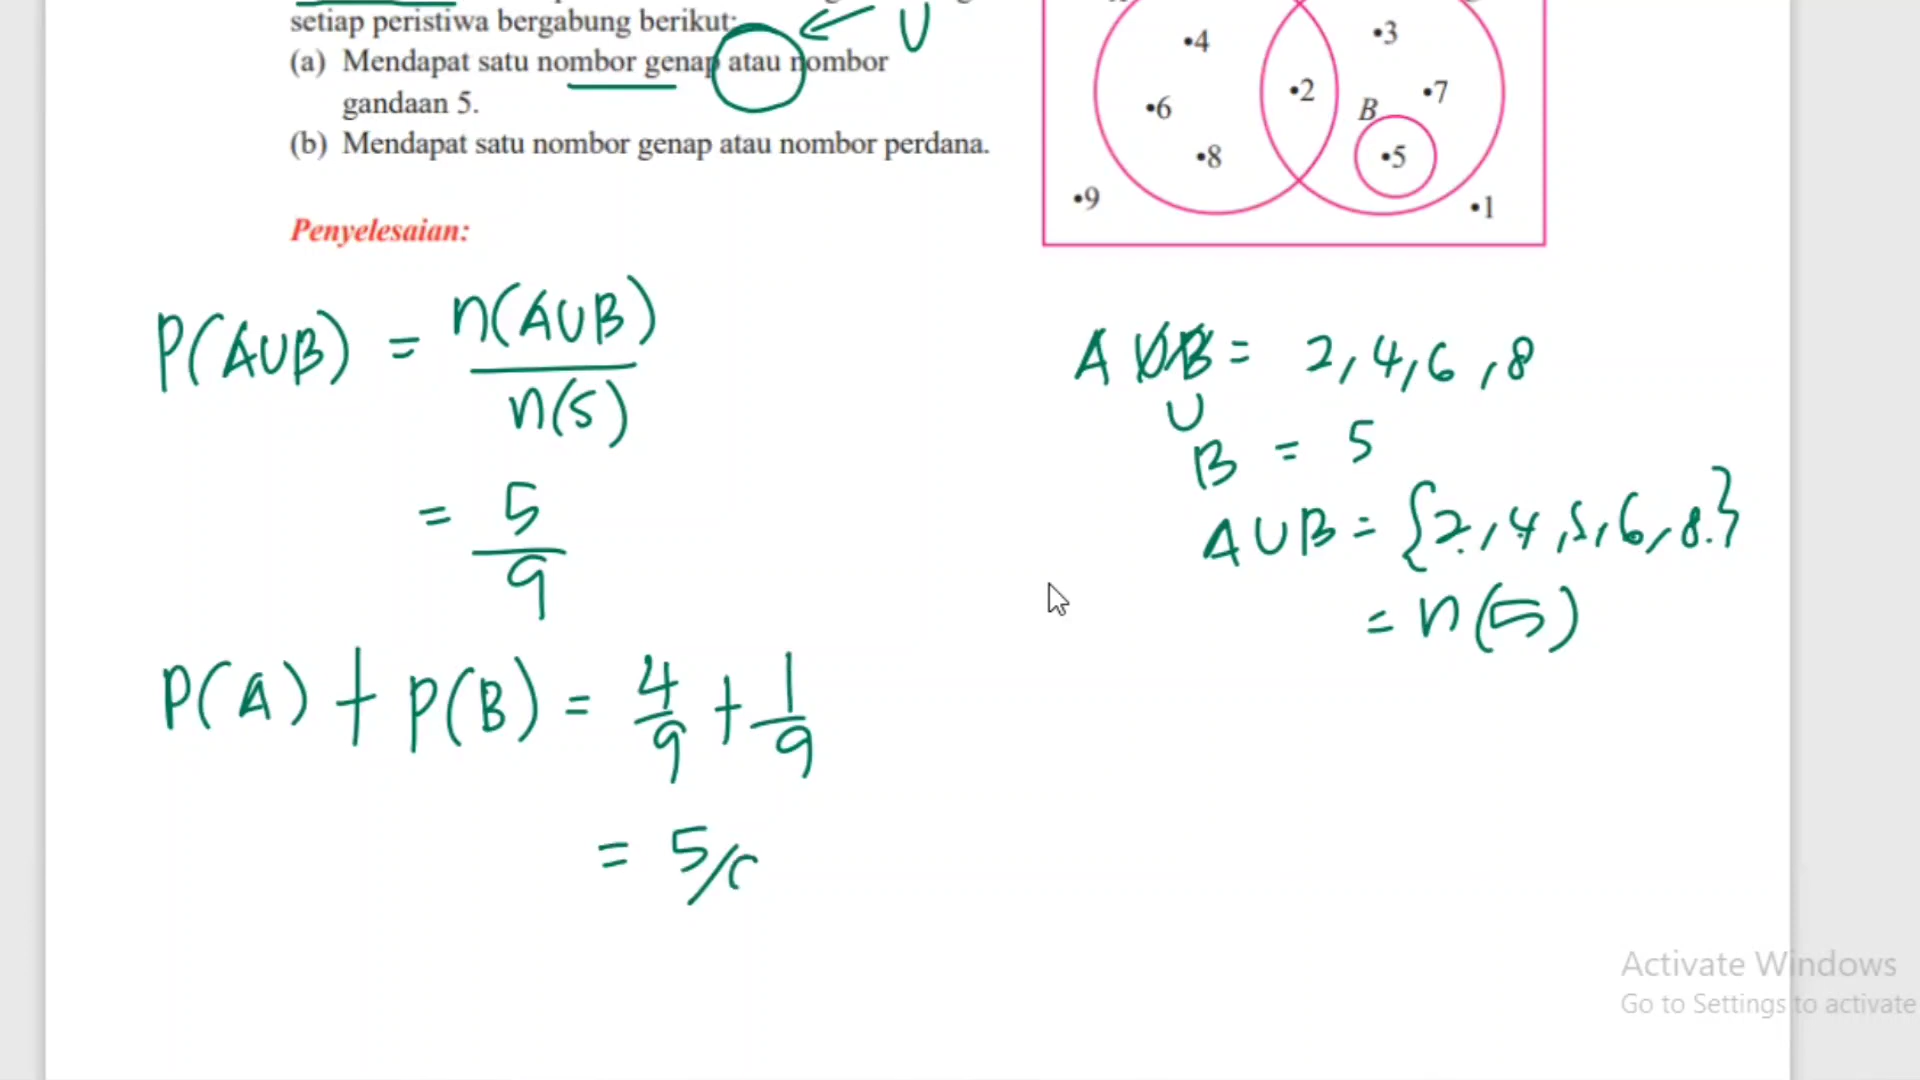 setiap peristiwa bergabung berikut:
U
(a) Mendapat satu nombor genap atau nombor
gandaan 5.
(b) Mendapat satu nombor genap atau nombor perdana.
Penyelesaian:
•4
•3
•6
•2
•7
B
•8
•5
•9
•1
P(A∪B) = n(A∪B)
n(S)
= 5
9
P(A) + P(B) = 4/9 + 1/9
= 5/
A ∪B = 2, 4, 6, 8
U
B = 5
A∪B = {2, 4, 5, 6, 8.}
= n(5)
Activate Windows
Go to Settings to activate